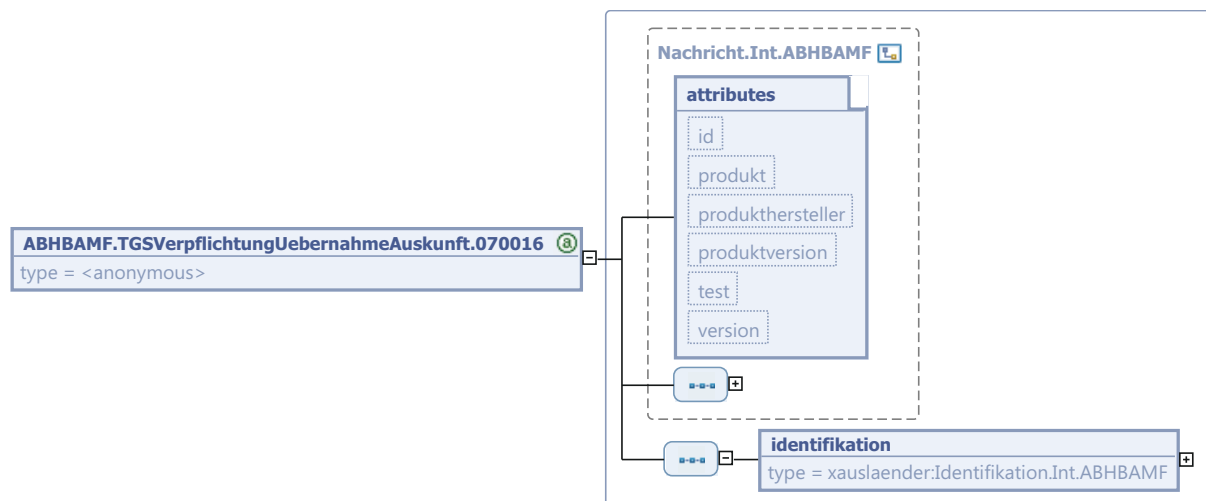 Nachricht.Int.ABHBAMF
attributes
id
produkt
produkthersteller
produktversion
test
version
ABHBAMF.TGSVerpflichtungUebernahmeAuskunft.070016 a
type = <anonymous>
identifikation
type = xauslaender:Identifikation.Int.ABHBAMF